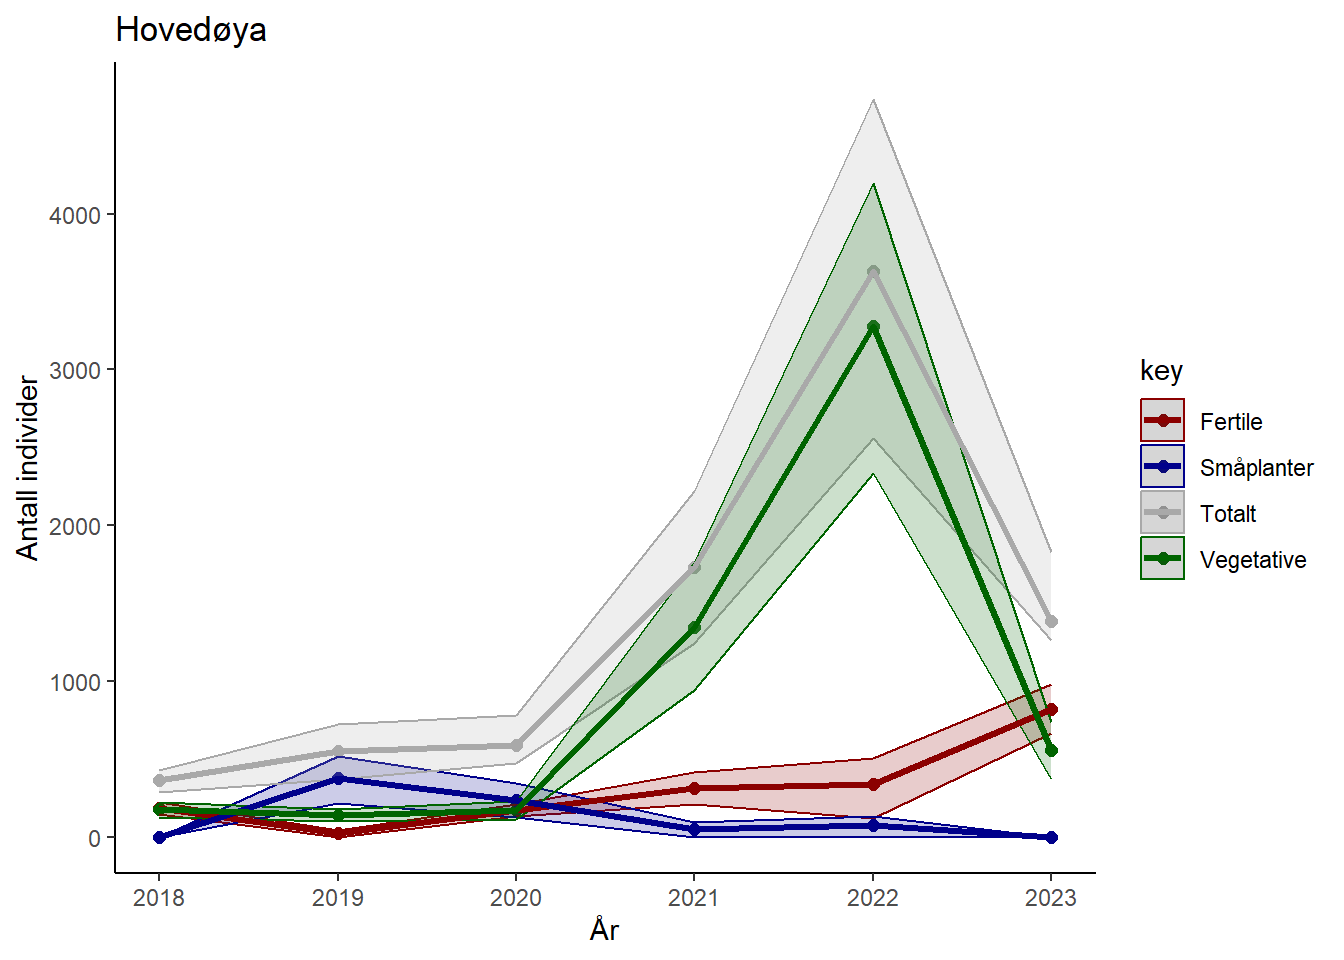 Hovedøya
Antall individer
4000
3000
2000
1000
0
2018 2019 2020 2021 2022 2023
År
key
Fertile
Småplanter
Totalt
Vegetative